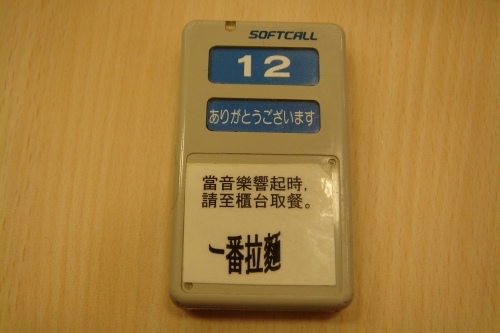 SOFTCALL
12
ありがとうございます
當音樂響起時,
請至櫃台取餐。
一番拉麵